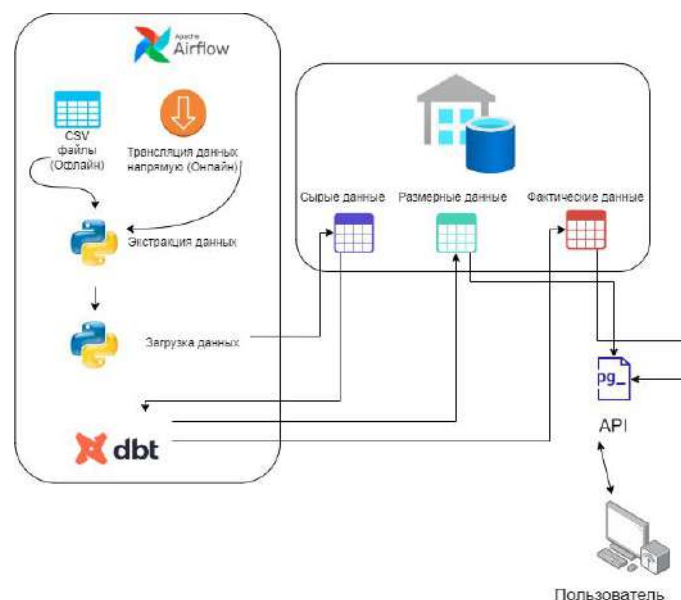 Apache
Airflow
CSV
файлы
(Офлайн)
Трансляция данных
напрямую (Онлайн)
Экстракция данных
Загрузка данных
dbt
Сырые данные
Размерные данные
Фактические данные
pg_
API
Пользователь